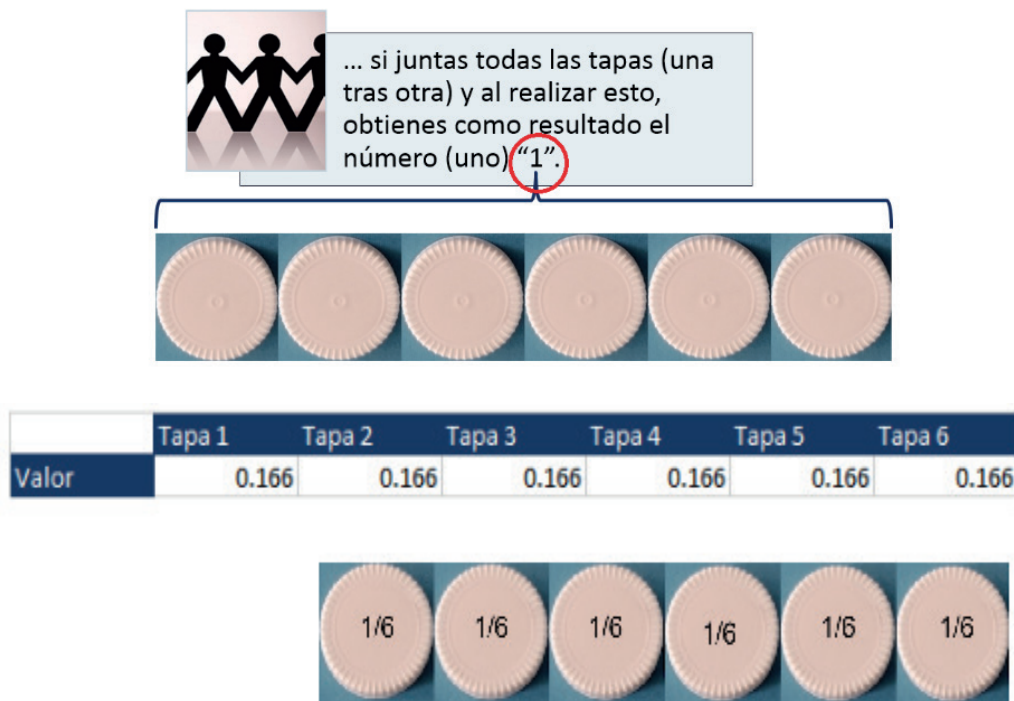 ... si juntas todas las tapas (una
tras otra) y al realizar esto,
obtienes como resultado el
número (uno) “1”.
Tapa 1 Tapa 2 Tapa 3 Tapa 4 Tapa 5 Tapa 6
Valor 0.166 0.166 0.166 0.166 0.166 0.166
1/6 1/6 1/6 1/6 1/6 1/6